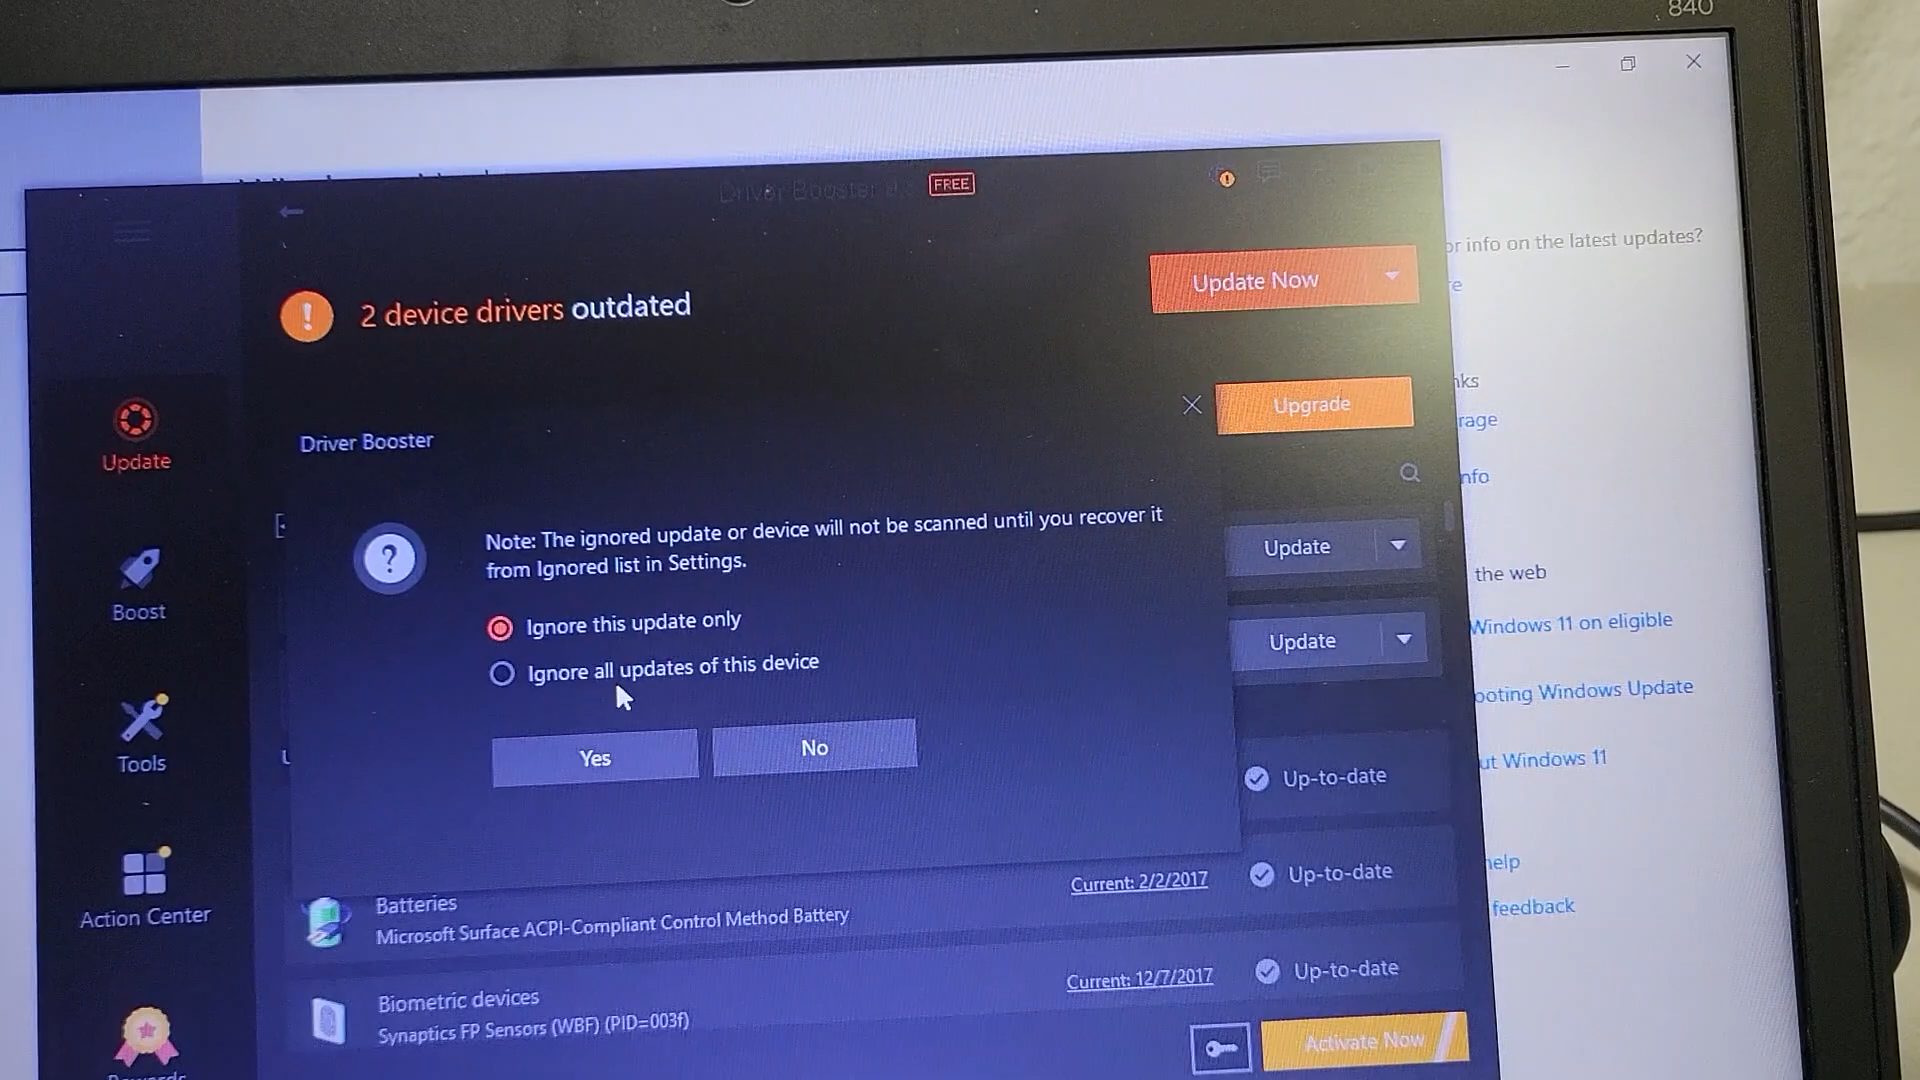 840
Driver Booster
FREE
or info on the latest updates?
2 device drivers outdated
Update Now
Upgrade
Update
Driver Booster
Note: The ignored update or device will not be scanned until you recover it
from Ignored list in Settings.
Ignore this update only
Ignore all updates of this device
Yes
No
Update
Update
the web
Windows 11 on eligible
ooting Windows Update
ut Windows 11
Boost
Tools
Up-to-date
Batteries
Microsoft Surface ACPI-Compliant Control Method Battery
Current: 2/2/2017
Up-to-date
help
feedback
Action Center
Biometric devices
Synaptics FP Sensors (WBF) (PID=003f)
Current: 12/7/2017
Up-to-date
Activate Now